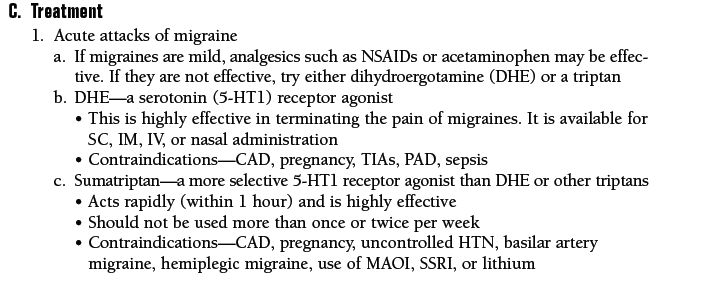 C. Treatment
1. Acute attacks of migraine
a. If migraines are mild, analgesics such as NSAIDs or acetaminophen may be effec-
tive. If they are not effective, try either dihydroergotamine (DHE) or a triptan
b. DHE—a serotonin (5-HT1) receptor agonist
• This is highly effective in terminating the pain of migraines. It is available for
SC, IM, IV, or nasal administration
• Contraindications—CAD, pregnancy, TIAs, PAD, sepsis
c. Sumatriptan—a more selective 5-HT1 receptor agonist than DHE or other triptans
• Acts rapidly (within 1 hour) and is highly effective
• Should not be used more than once or twice per week
• Contraindications—CAD, pregnancy, uncontrolled HTN, basilar artery
migraine, hemiplegic migraine, use of MAOI, SSRI, or lithium